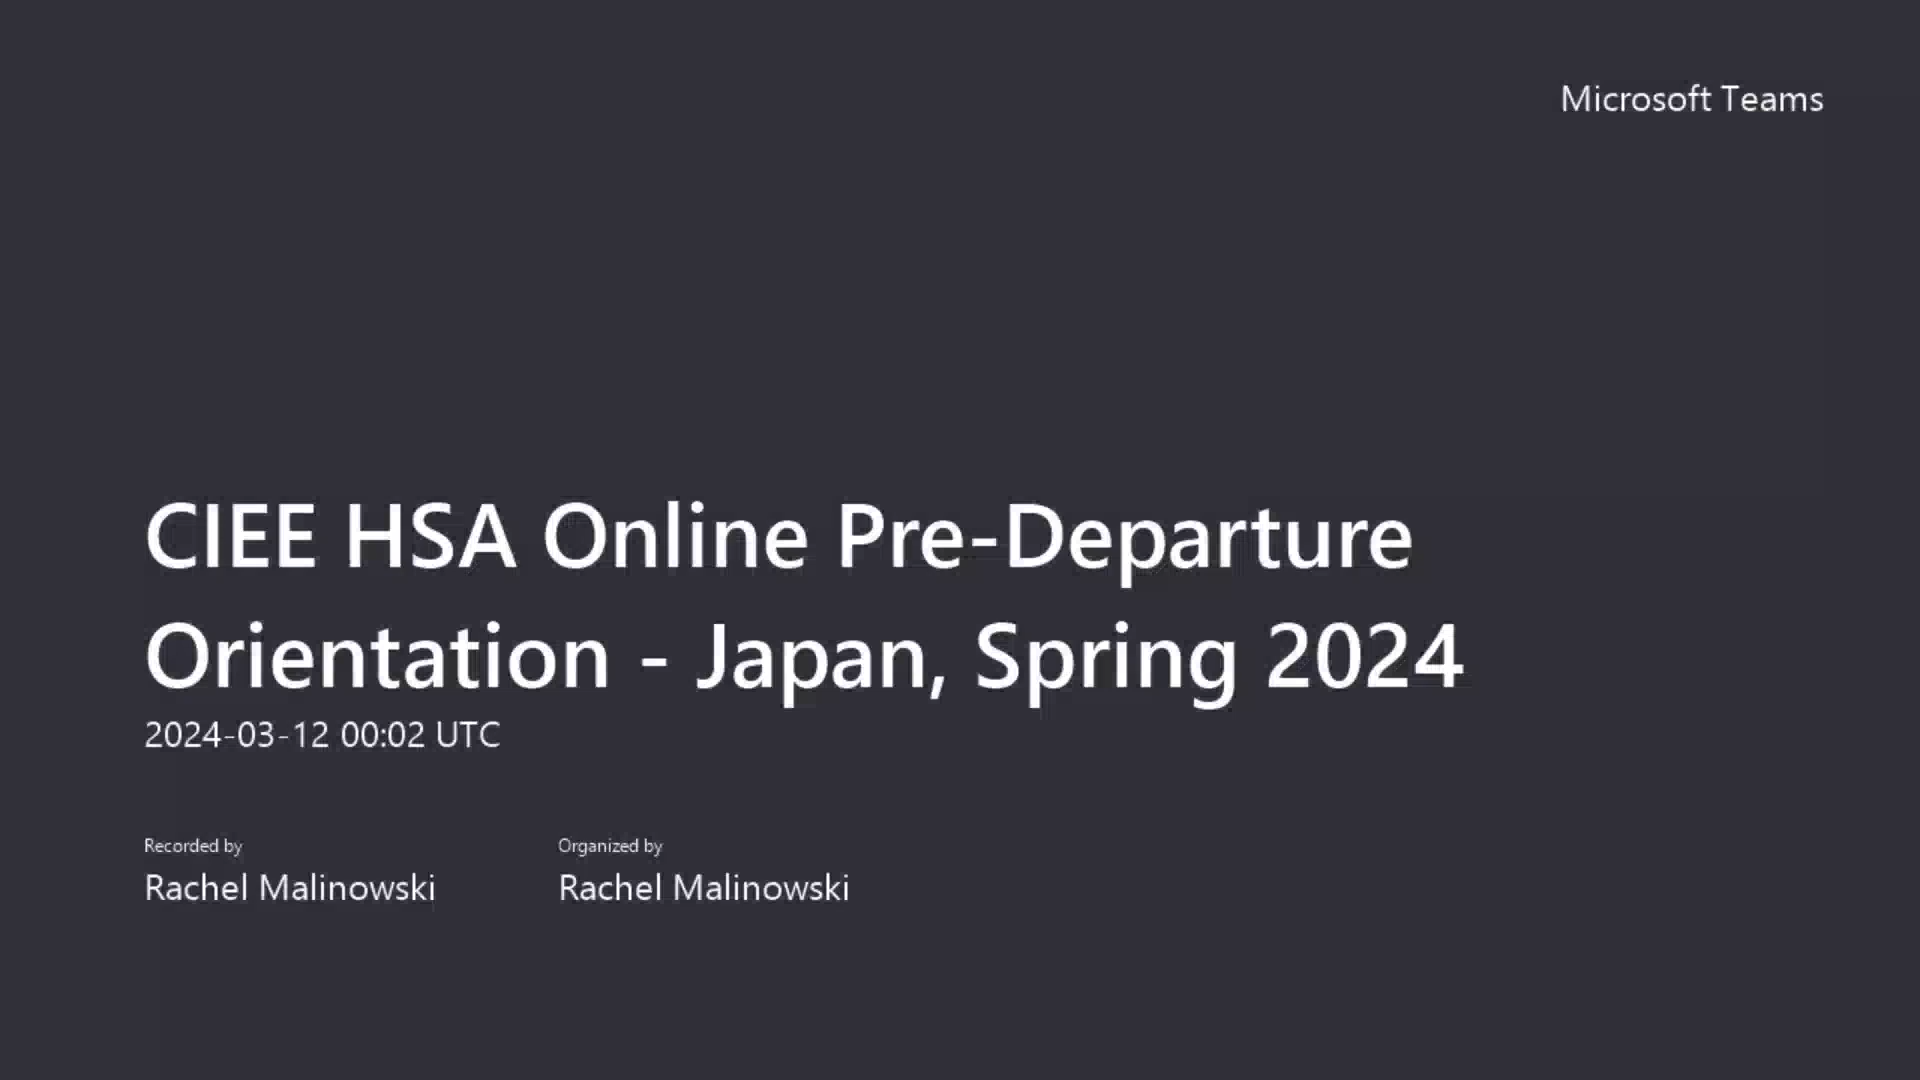 Microsoft Teams
CIEE HSA Online Pre-Departure
Orientation - Japan, Spring 2024
2024-03-12 00:02 UTC
Recorded by
Rachel Malinowski
Organized by
Rachel Malinowski